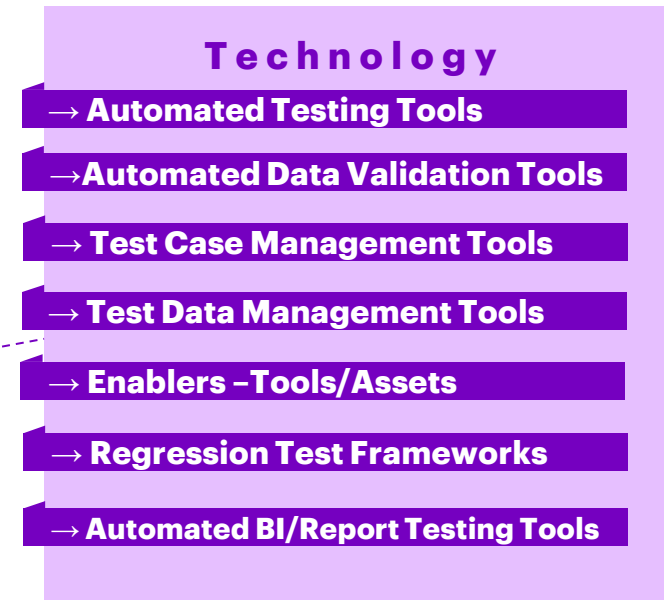 Technology
→ Automated Testing Tools
→Automated Data Validation Tools
→ Test Case Management Tools
→ Test Data Management Tools
→ Enablers –Tools/Assets
→ Regression Test Frameworks
→ Automated BI/Report Testing Tools